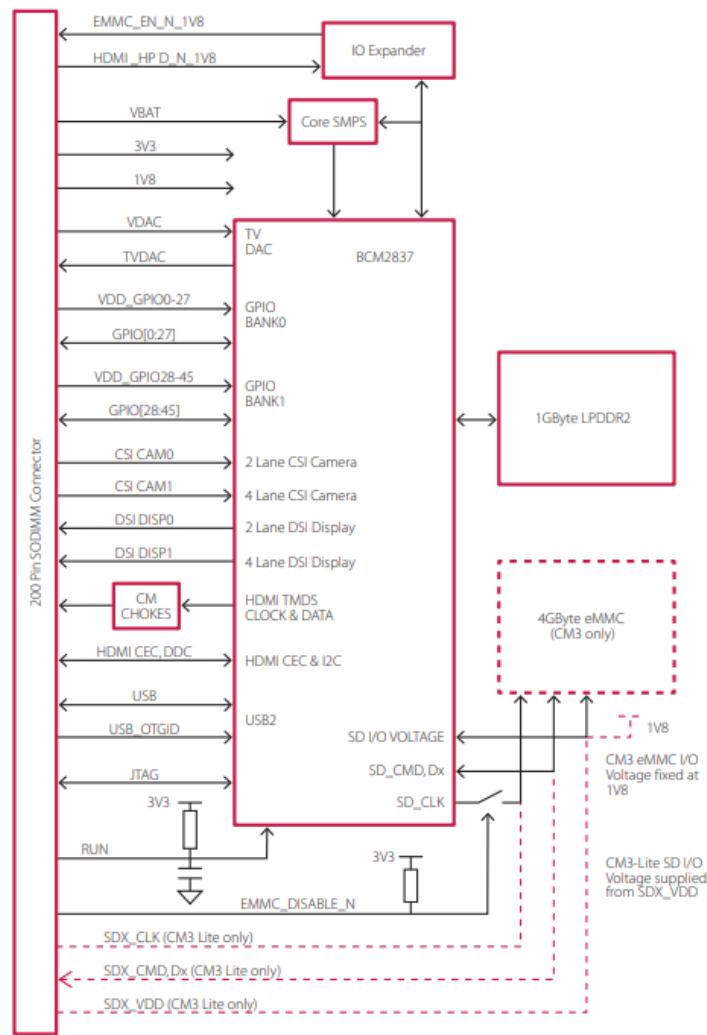 EMMC_EN_N_1V8
IO Expander
HDMI _HP D_N_1V8
VBAT
Core SMPS
3V3
1V8
VDAC
TV
DAC
BCM2837
TVDAC
VDD_GPIO0-27
GPIO
BANK0
GPIO[0:27]
VDD_GPIO28-45
GPIO
BANK1
GPIO[28:45]
1GByte LPDDR2
200 Pin SODIMM Connector
CSI CAM0
2 Lane CSI Camera
CSI CAM1
4 Lane CSI Camera
DSI DISP0
2 Lane DSI Display
DSI DISP1
4 Lane DSI Display
CM
CHOKES
HDMI TMDS
CLOCK & DATA
4GByte eMMC
(CM3 only)
HDMI CEC, DDC
HDMI CEC & I2C
USB
USB2
USB_OTGID
SD I/O VOLTAGE
1V8
JTAG
SD_CMD, Dx
CM3 eMMC I/O
Voltage fixed at
1V8
SD_CLK
3V3
RUN
3V3
EMMC_DISABLE_N
CM3-Lite SD I/O
Voltage supplied
from SDX_VDD
SDX_CLK (CM3 Lite only)
SDX_CMD, Dx (CM3 Lite only)
SDX_VDD (CM3 Lite only)